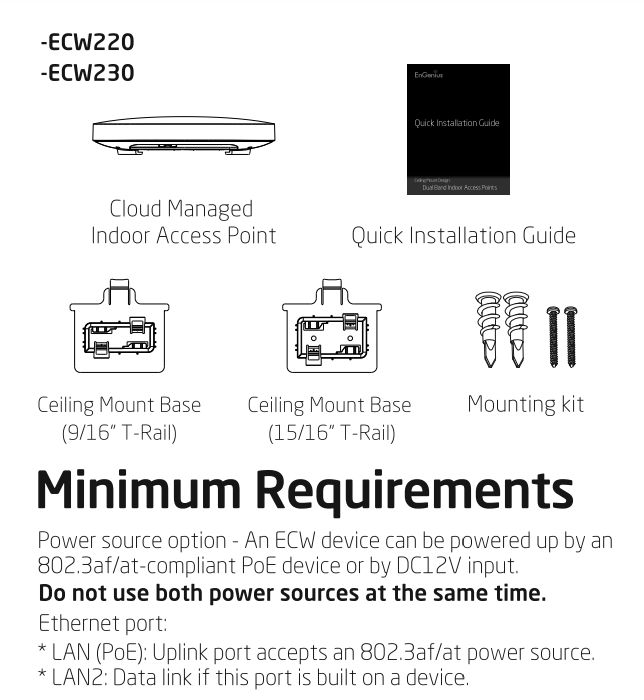 -ECW220
-ECW230
EnGenius
Quick Installation Guide
Ceiling Mount Design
Dual Band Indoor Access Points
Cloud Managed
Indoor Access Point
Quick Installation Guide
Ceiling Mount Base
(9/16” T-Rail)
Ceiling Mount Base
(15/16” T-Rail)
Mounting kit
Minimum Requirements
Power source option - An ECW device can be powered up by an
802.3af/at-compliant PoE device or by DC12V input.
Do not use both power sources at the same time.
Ethernet port:
* LAN (PoE): Uplink port accepts an 802.3af/at power source.
* LAN2: Data link if this port is built on a device.